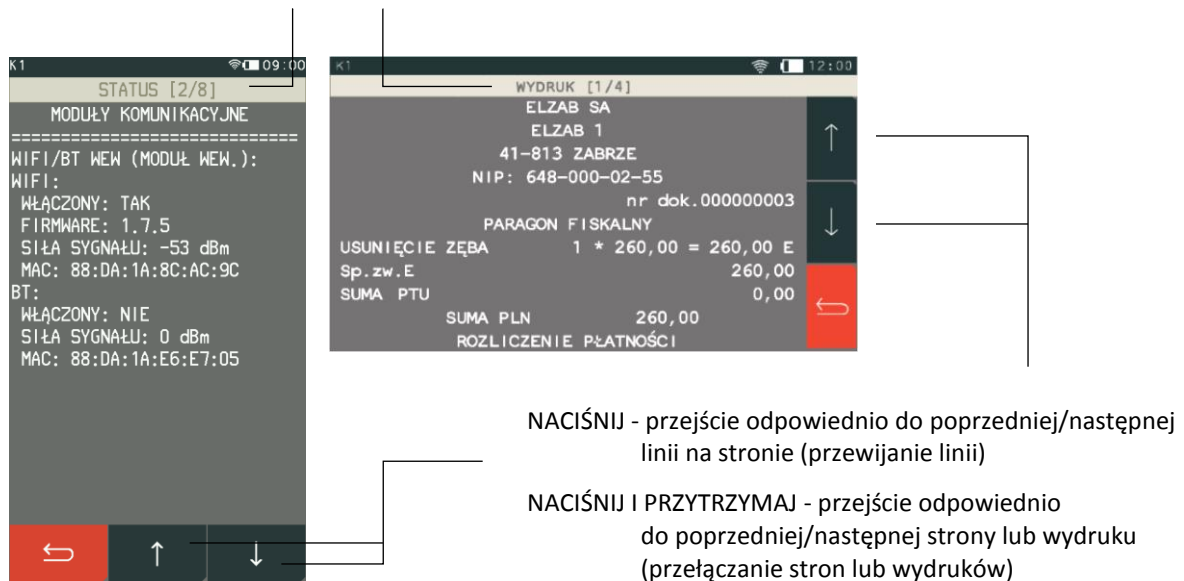 K1 09:00
STATUS [2/8]
MODUŁY KOMUNIKACYJNE
=============================
WIFI/BT WEW (MODUŁ WEW.):
WIFI:
WŁĄCZONY: TAK
FIRMWARE: 1.7.5
SIŁA SYGNAŁU: -53 dBm
MAC: 88:DA:1A:8C:AC:9C
BT:
WŁĄCZONY: NIE
SIŁA SYGNAŁU: 0 dBm
MAC: 88:DA:1A:E6:E7:05
K1 12:00
WYDRUK [1/4]
ELZAB SA
ELZAB 1
41-813 ZABRZE
NIP: 648-000-02-55
nr dok.000000003
PARAGON FISKALNY
USUNIĘCIE ZĘBA 1 * 260,00 = 260,00 E
Sp.zw.E 260,00
SUMA PTU 0,00
SUMA PLN 260,00
ROZLICZENIE PŁATNOŚCI
NACIŚNIJ - przejście odpowiednio do poprzedniej/następnej
linii na stronie (przewijanie linii)
NACIŚNIJ I PRZYTRZYMAJ - przejście odpowiednio
do poprzedniej/następnej strony lub wydruku
(przełączanie stron lub wydruków)